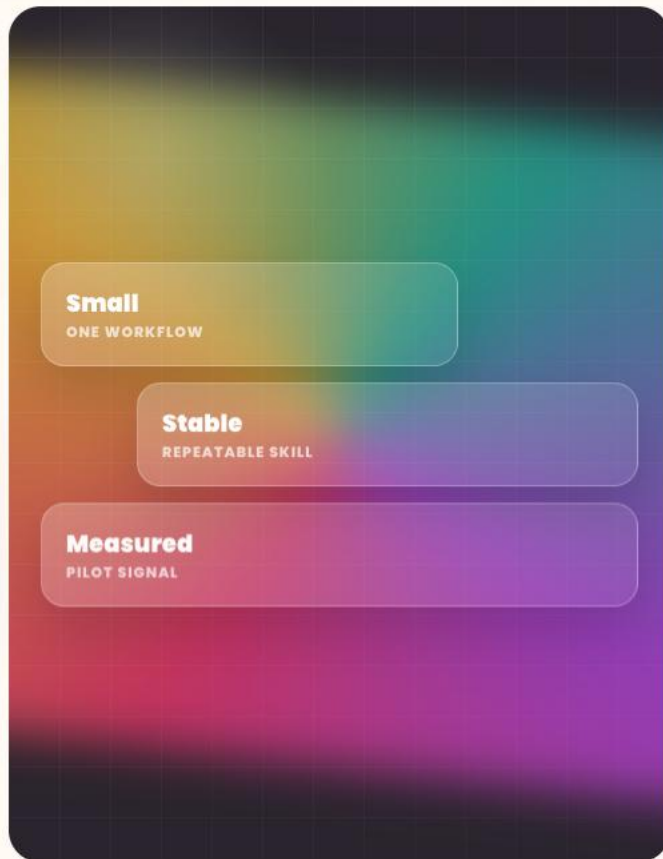 Small
ONE WORKFLOW
Stable
REPEATABLE SKILL
Measured
PILOT SIGNAL